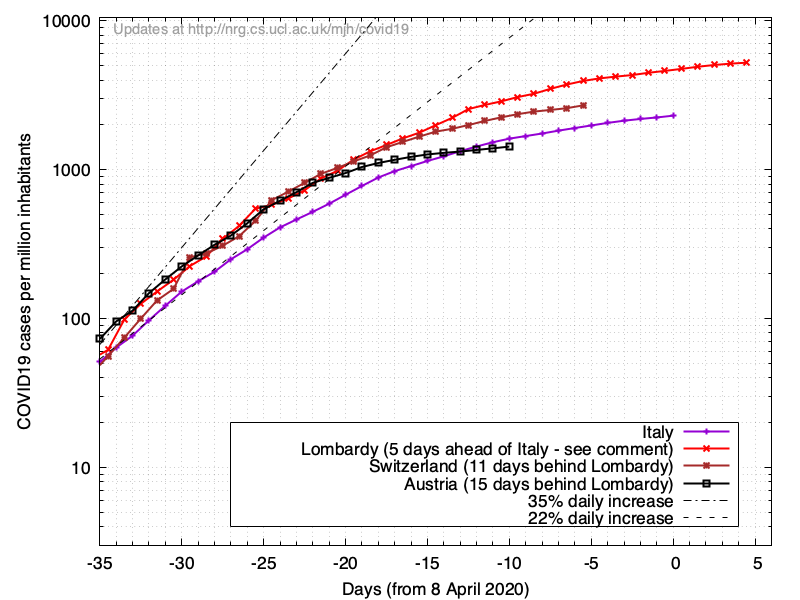 Updates at http://nrg.cs.ucl.ac.uk/mjh/covid19
10000
1000
100
10
COVID19 cases per million inhabitants
Italy
Lombardy (5 days ahead of Italy - see comment)
Switzerland (11 days behind Lombardy)
Austria (15 days behind Lombardy)
35% daily increase
22% daily increase
-35 -30 -25 -20 -15 -10 -5 0 5
Days (from 8 April 2020)